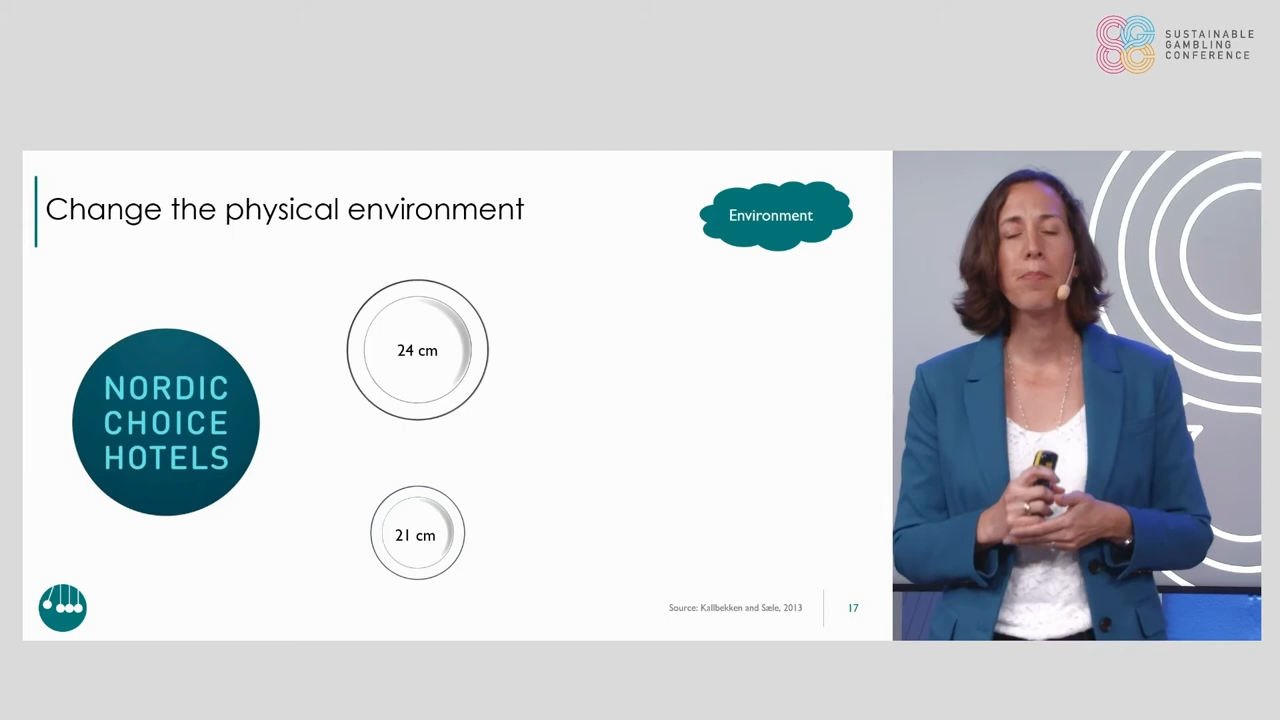 SUSTAINABLE
GAMBLING
CONFERENCE
Change the physical environment
Environment
24 cm
NORDIC
CHOICE
HOTELS
21 cm
Source: Kallbekken and Sæle, 2013
17